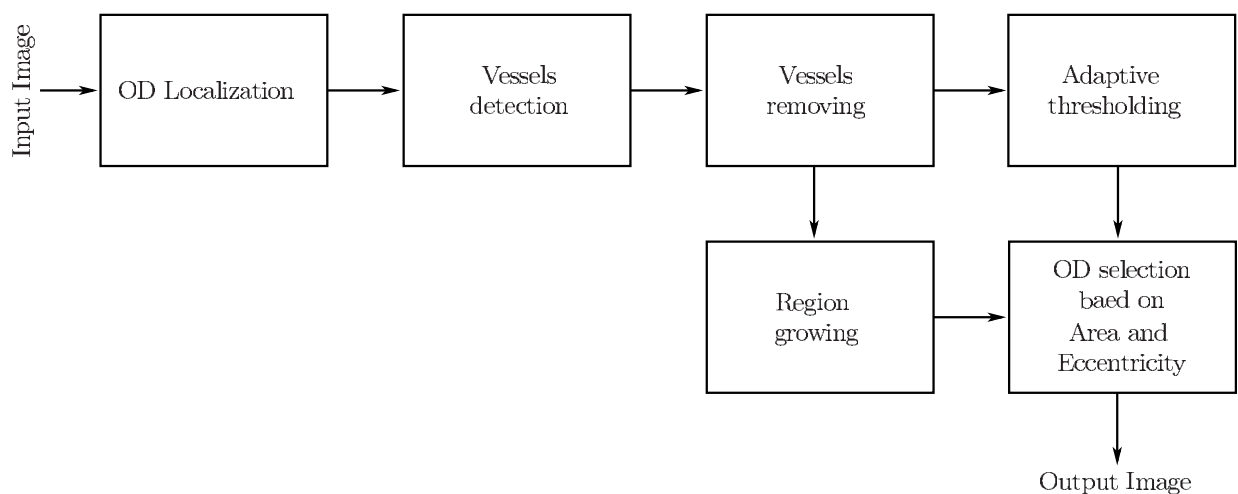 Input Image
OD Localization
Vessels
detection
Vessels
removing
Adaptive
thresholding
Region
growing
OD selection
baed on
Area and
Eccentricity
Output Image